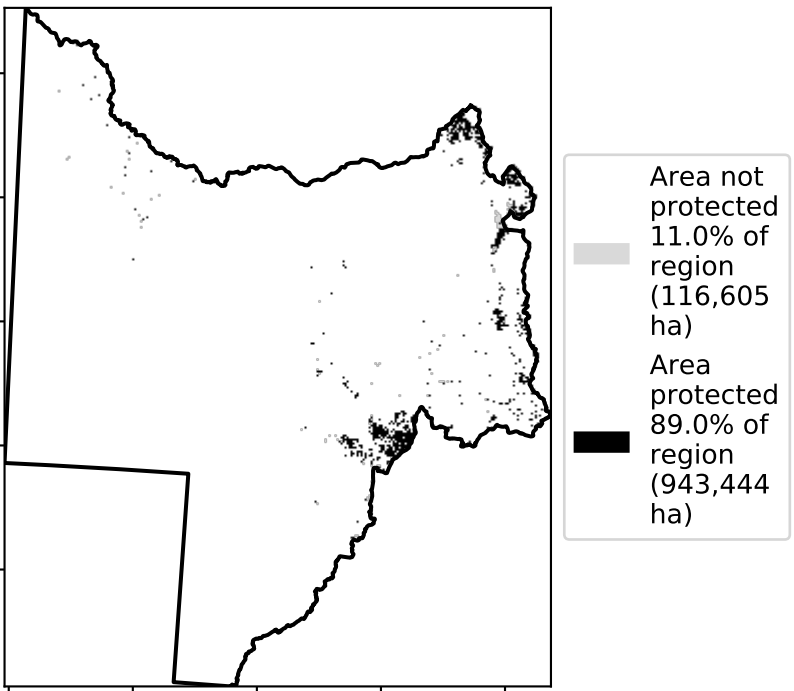 Area not
protected
11.0% of
region
(116,605
ha)
Area
protected
89.0% of
region
(943,444
ha)